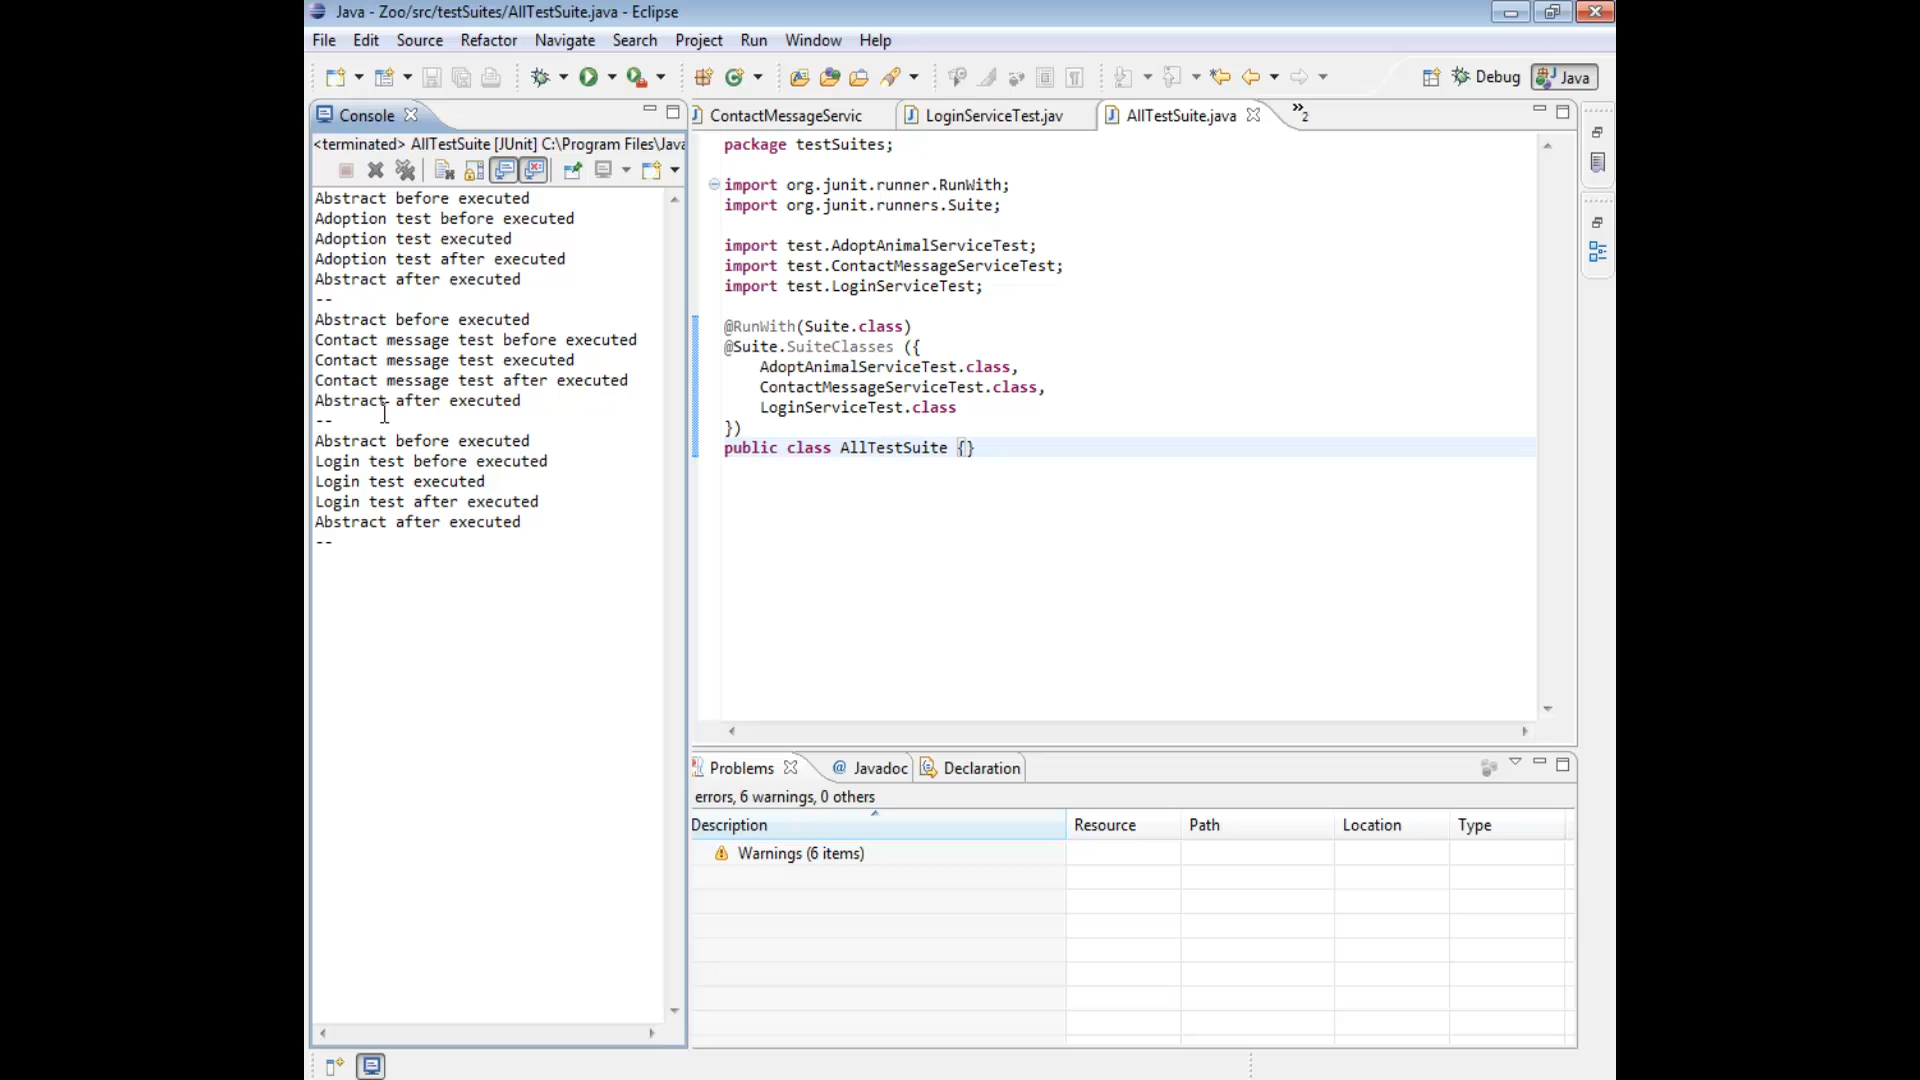 Java - Zoo/src/testSuites/AllTestSuite.java - Eclipse
File Edit Source Refactor Navigate Search Project Run Window Help
Debug Java
Console
<terminated> AllTestSuite [JUnit] C:\Program Files\Java
Abstract before executed
Adoption test before executed
Adoption test executed
Adoption test after executed
Abstract after executed
--
Abstract before executed
Contact message test before executed
Contact message test executed
Contact message test after executed
Abstract after executed
--
Abstract before executed
Login test before executed
Login test executed
Login test after executed
Abstract after executed
--
ContactMessageServic LoginServiceTest.jav AllTestSuite.java »2
package testSuites;
import org.junit.runner.RunWith;
import org.junit.runners.Suite;
import test.AdoptAnimalServiceTest;
import test.ContactMessageServiceTest;
import test.LoginServiceTest;
@RunWith(Suite.class)
@Suite.SuiteClasses ({
AdoptAnimalServiceTest.class,
ContactMessageServiceTest.class,
LoginServiceTest.class
})
public class AllTestSuite {}
Problems @ Javadoc Declaration
errors, 6 warnings, 0 others
Description Resource Path Location Type
Warnings (6 items)